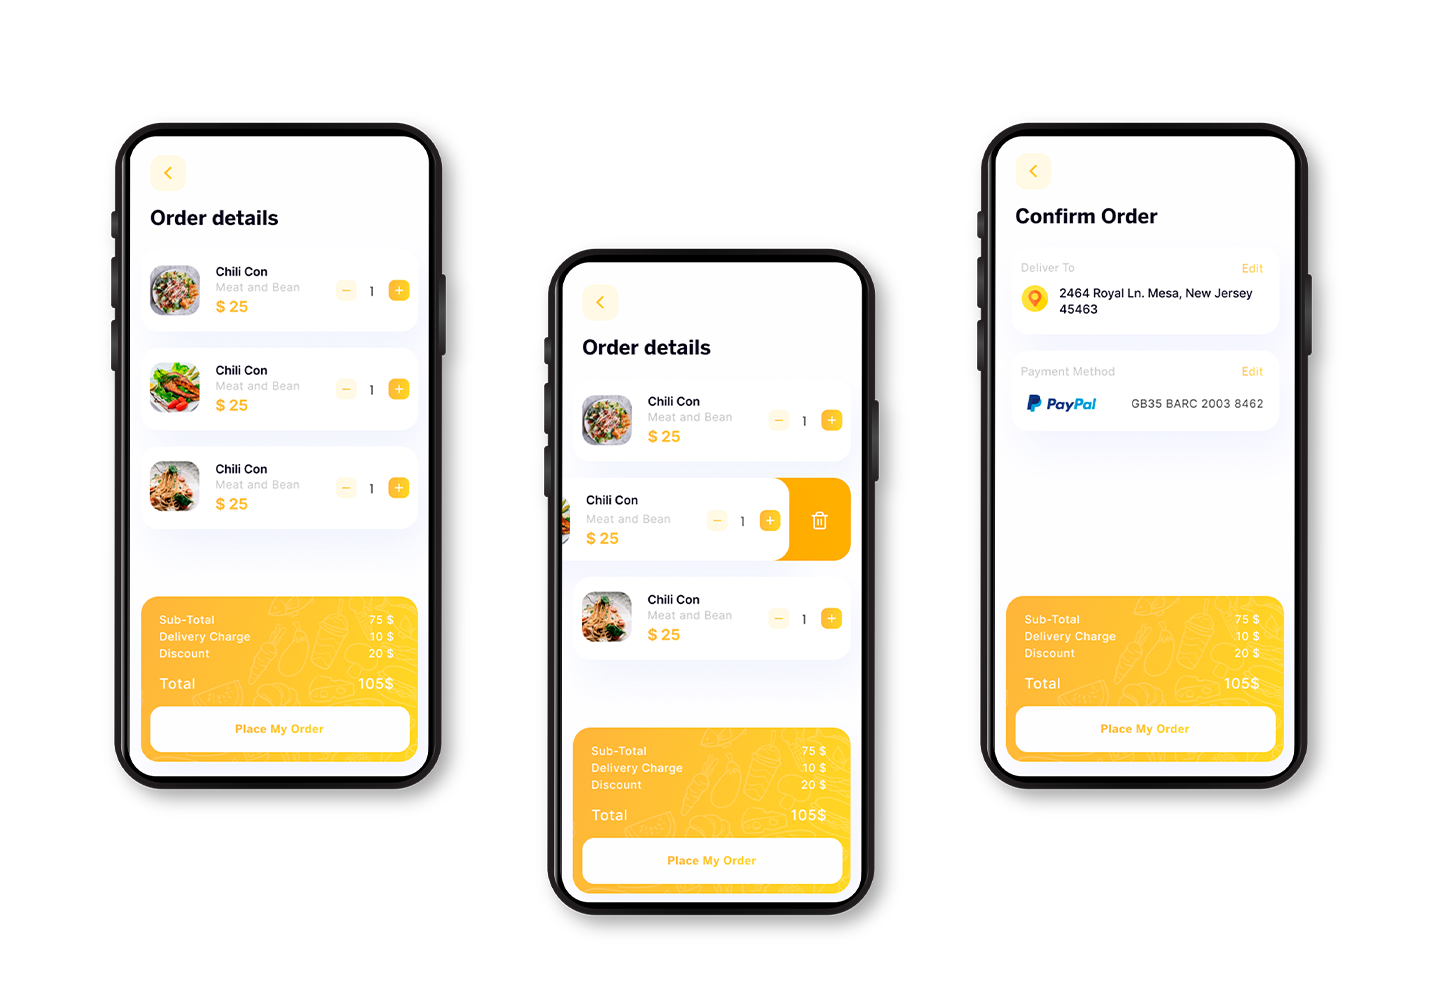 Order details
Chili Con
Meat and Bean
$ 25
1
Chili Con
Meat and Bean
$ 25
1
Chili Con
Meat and Bean
$ 25
1
Sub-Total 75 $
Delivery Charge 10 $
Discount 20 $
Total 105$
Place My Order
Order details
Chili Con
Meat and Bean
$ 25
1
Chili Con
Meat and Bean
$ 25
1
Chili Con
Meat and Bean
$ 25
1
Sub-Total 75 $
Delivery Charge 10 $
Discount 20 $
Total 105$
Place My Order
Confirm Order
Deliver To Edit
2464 Royal Ln. Mesa, New Jersey
45463
Payment Method Edit
PayPal GB35 BARC 2003 8462
Sub-Total 75 $
Delivery Charge 10 $
Discount 20 $
Total 105$
Place My Order